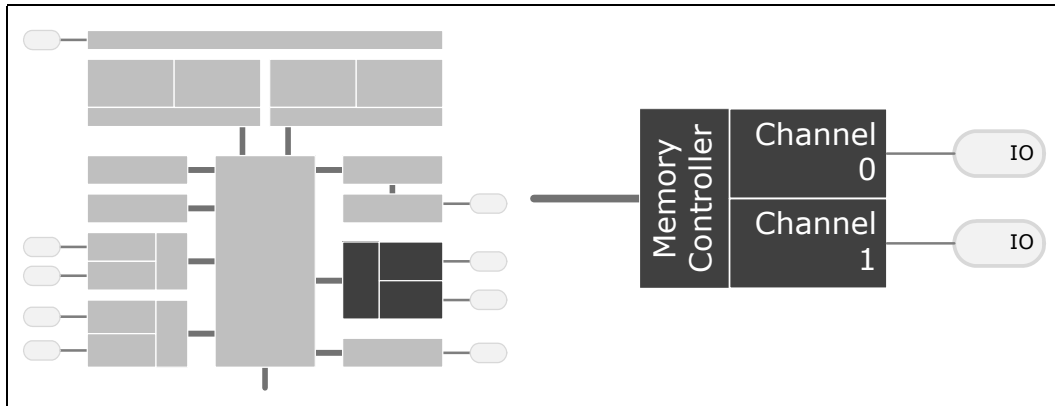 Memory
Controller
Channel
0
IO
Channel
1
IO